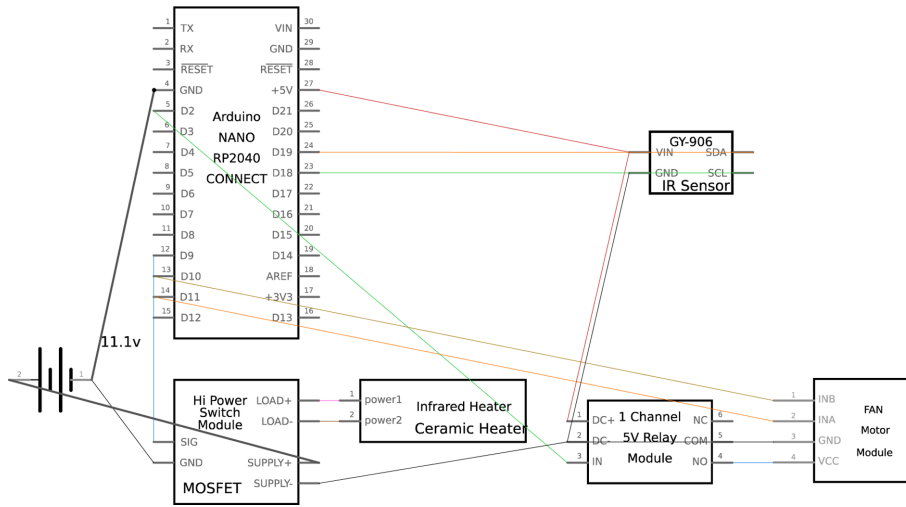 1 TX VIN 30
2 RX GND 29
3 RESET RESET 28
4 GND +5V 27
5 D2 D21 26
6 D3 D20 25
7 D4 D19 24
8 D5 D18 23
9 D6 D17 22
10 D7 D16 21
11 D8 D15 20
12 D9 D14 19
13 D10 AREF 18
14 D11 +3V3 17
15 D12 D13 16
Arduino
NANO
RP2040
CONNECT
GY-906
VIN SDA
GND SCL
IR Sensor
11.1v
2 1
Hi Power
Switch
Module
LOAD+
LOAD-
SIG
GND SUPPLY+
SUPPLY-
MOSFET
1 power1
2 power2
Infrared Heater
Ceramic Heater
1 DC+ NC 6
2 DC- COM 5
3 IN NO 4
1 Channel
5V Relay
Module
1 INB
2 INA
3 GND
4 VCC
FAN
Motor
Module